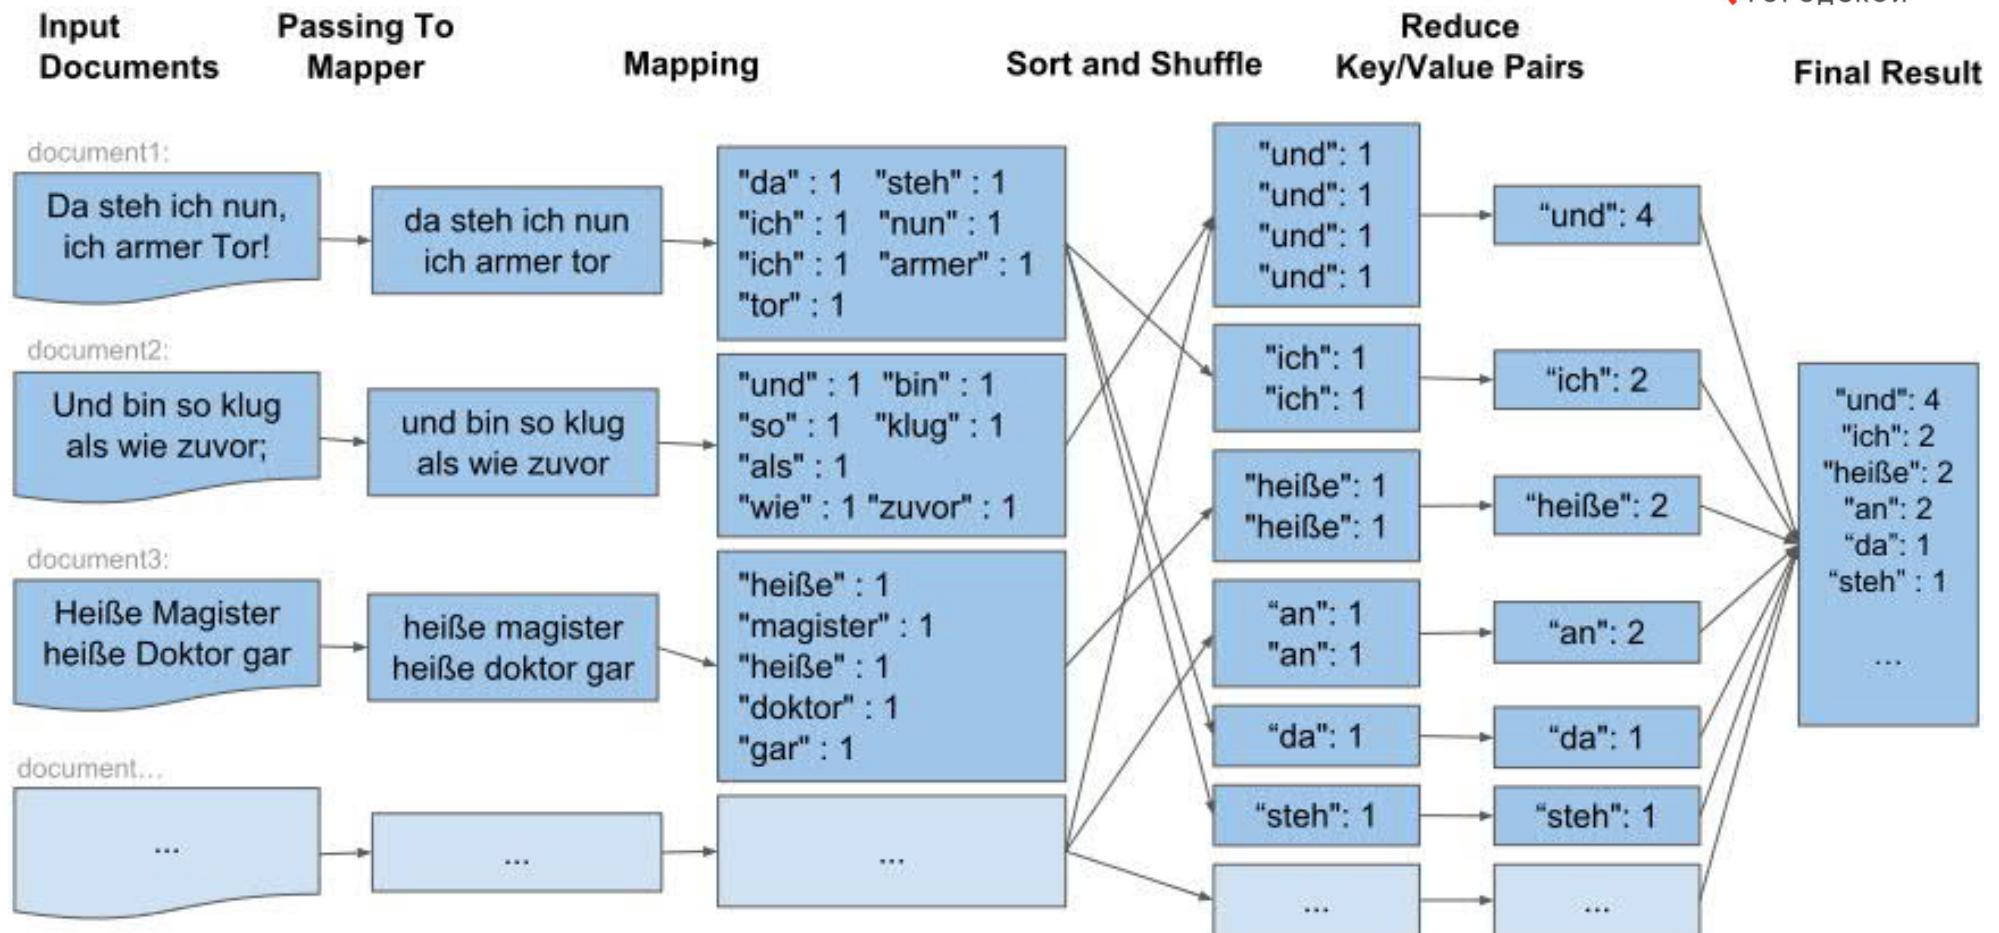 Input
Documents
Passing To
Mapper
Mapping
Sort and Shuffle
Reduce
Key/Value Pairs
Final Result
document1:
Da steh ich nun,
ich armer Tor!
da steh ich nun
ich armer tor
"da" : 1 "steh" : 1
"ich" : 1 "nun" : 1
"ich" : 1 "armer" : 1
"tor" : 1
document2:
Und bin so klug
als wie zuvor;
und bin so klug
als wie zuvor
"und" : 1 "bin" : 1
"so" : 1 "klug" : 1
"als" : 1
"wie" : 1 "zuvor" : 1
document3:
Heiße Magister
heiße Doktor gar
heiße magister
heiße doktor gar
"heiße" : 1
"magister" : 1
"heiße" : 1
"doktor" : 1
"gar" : 1
document...
...
...
...
"und": 1
"und": 1
"und": 1
"und": 1
“und": 4
"ich": 1
"ich": 1
“ich": 2
"heiße": 1
"heiße": 1
“heiße": 2
“an": 1
"an": 1
“an": 2
“da": 1
“da": 1
“steh": 1
“steh": 1
...
...
"und": 4
"ich": 2
"heiße": 2
"an": 2
“da”: 1
“steh" : 1
...